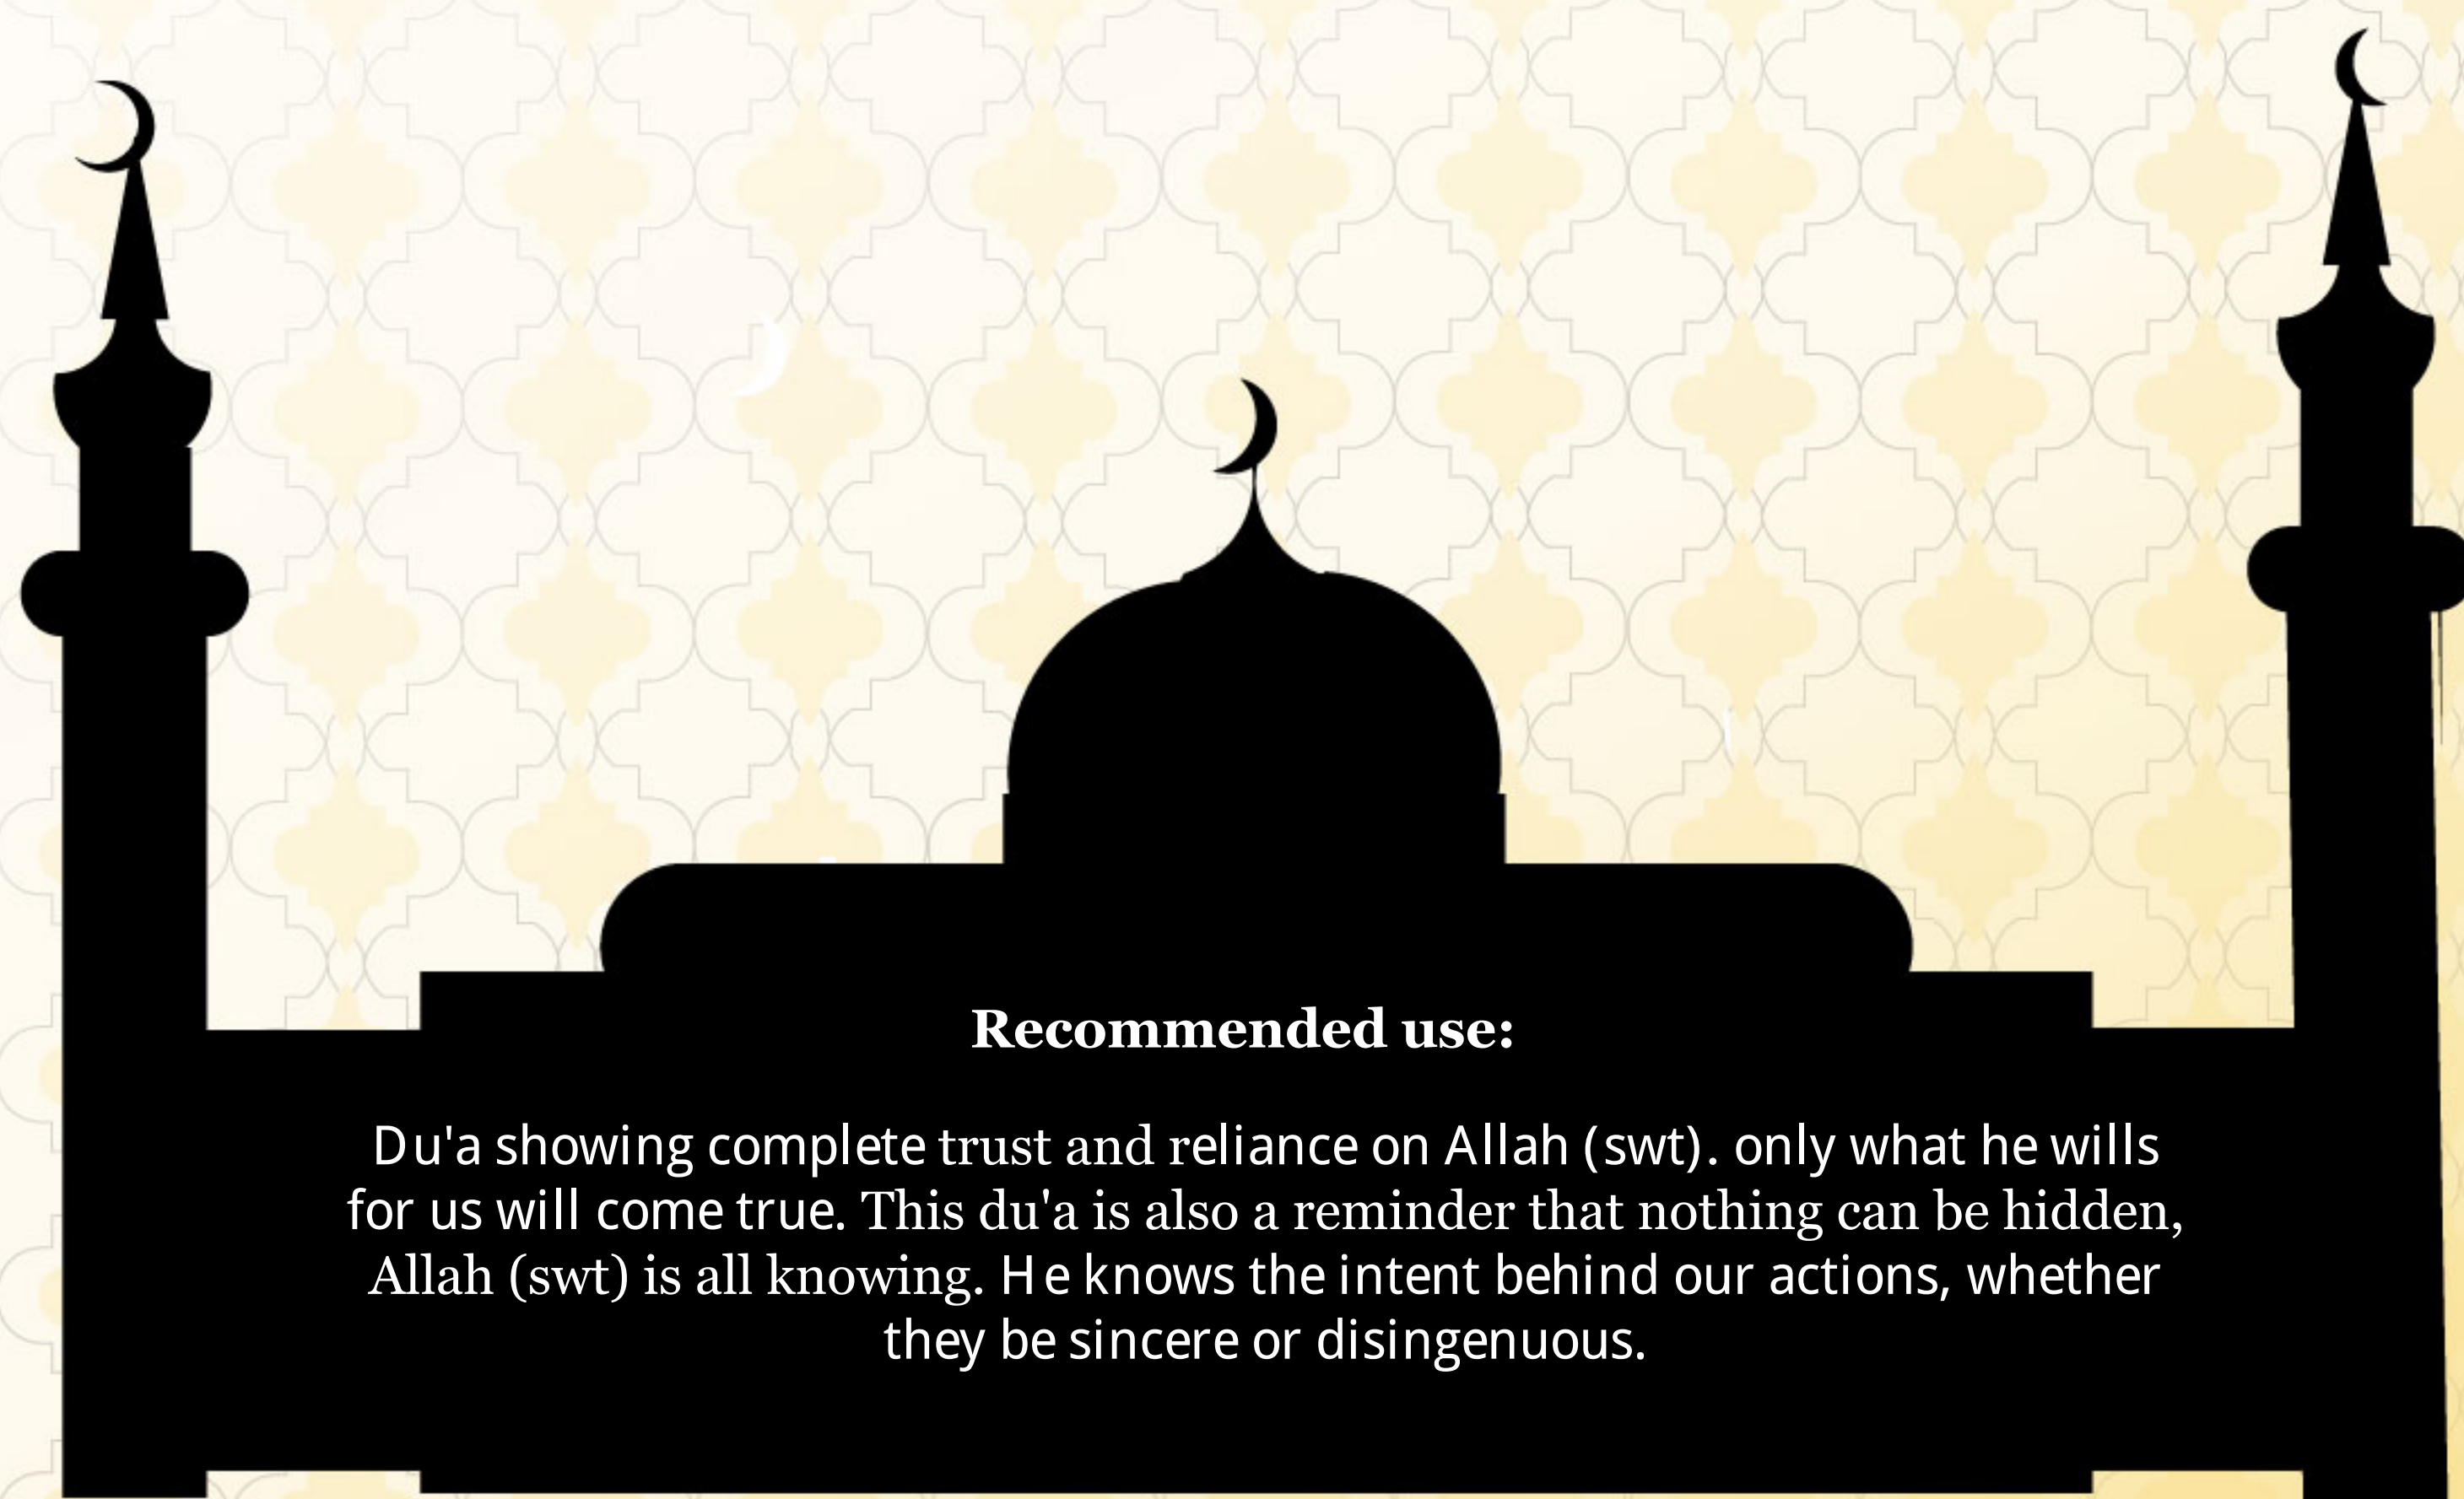 Recommended use:
Du'a showing complete trust and reliance on Allah (swt). only what he wills
for us will come true. This du'a is also a reminder that nothing can be hidden,
Allah (swt) is all knowing. He knows the intent behind our actions, whether
they be sincere or disingenuous.